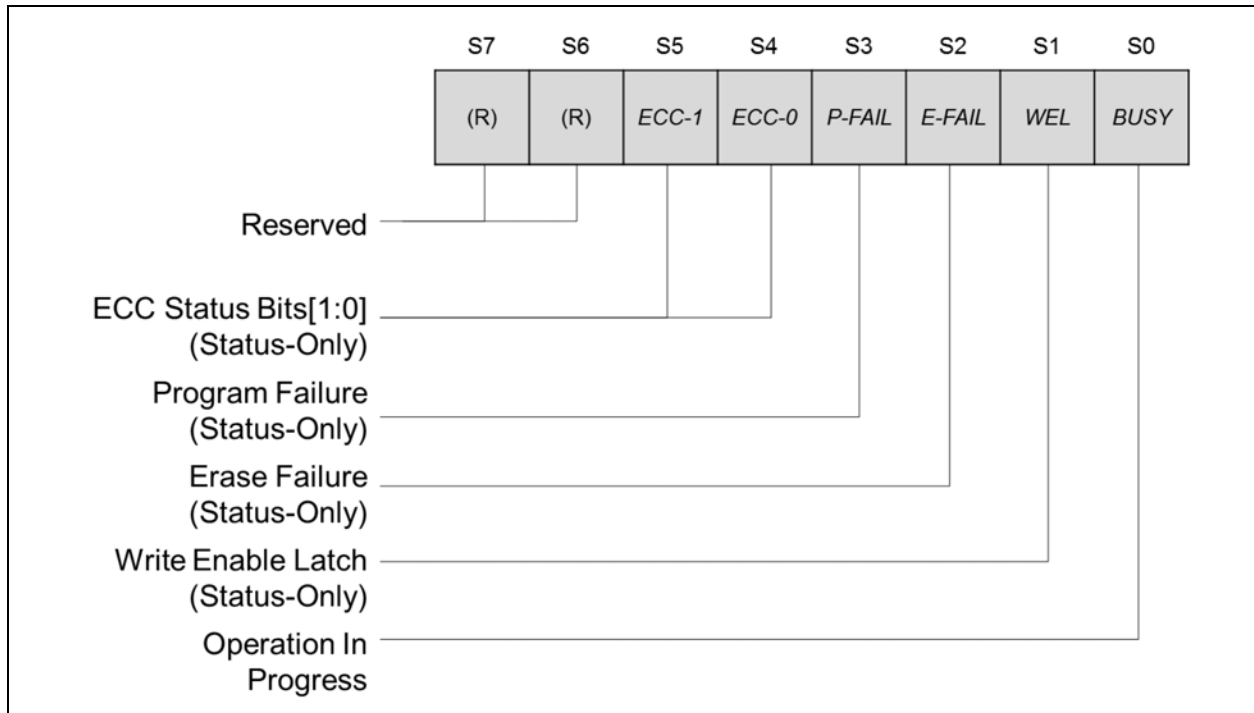 S7 S6 S5 S4 S3 S2 S1 S0
(R) (R) ECC-1 ECC-0 P-FAIL E-FAIL WEL BUSY
Reserved
ECC Status Bits[1:0]
(Status-Only)
Program Failure
(Status-Only)
Erase Failure
(Status-Only)
Write Enable Latch
(Status-Only)
Operation In
Progress